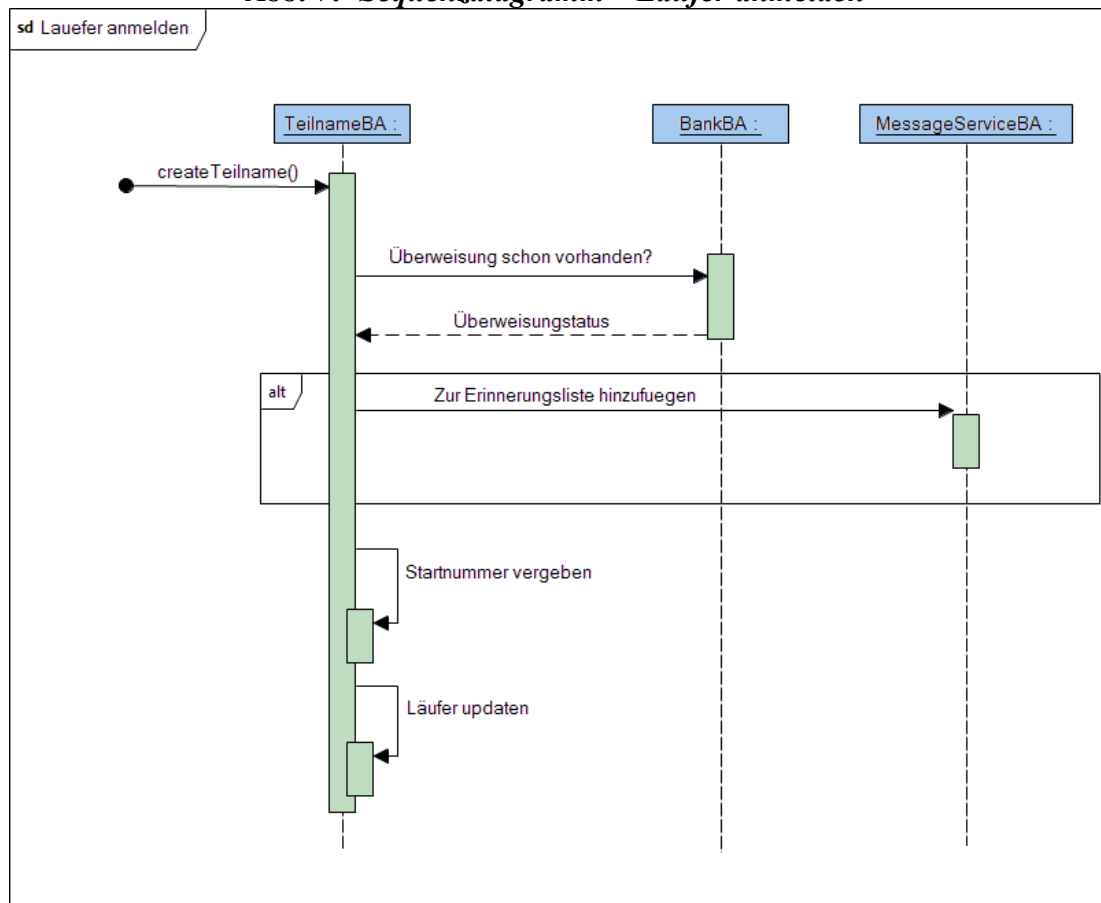 sd Lauefer anmelden
TeilnameBA :
BankBA :
MessageServiceBA :
createTeilname()
Überweisung schon vorhanden?
Überweisungstatus
alt
Zur Erinnerungsliste hinzufuegen
Startnummer vergeben
Läufer updaten